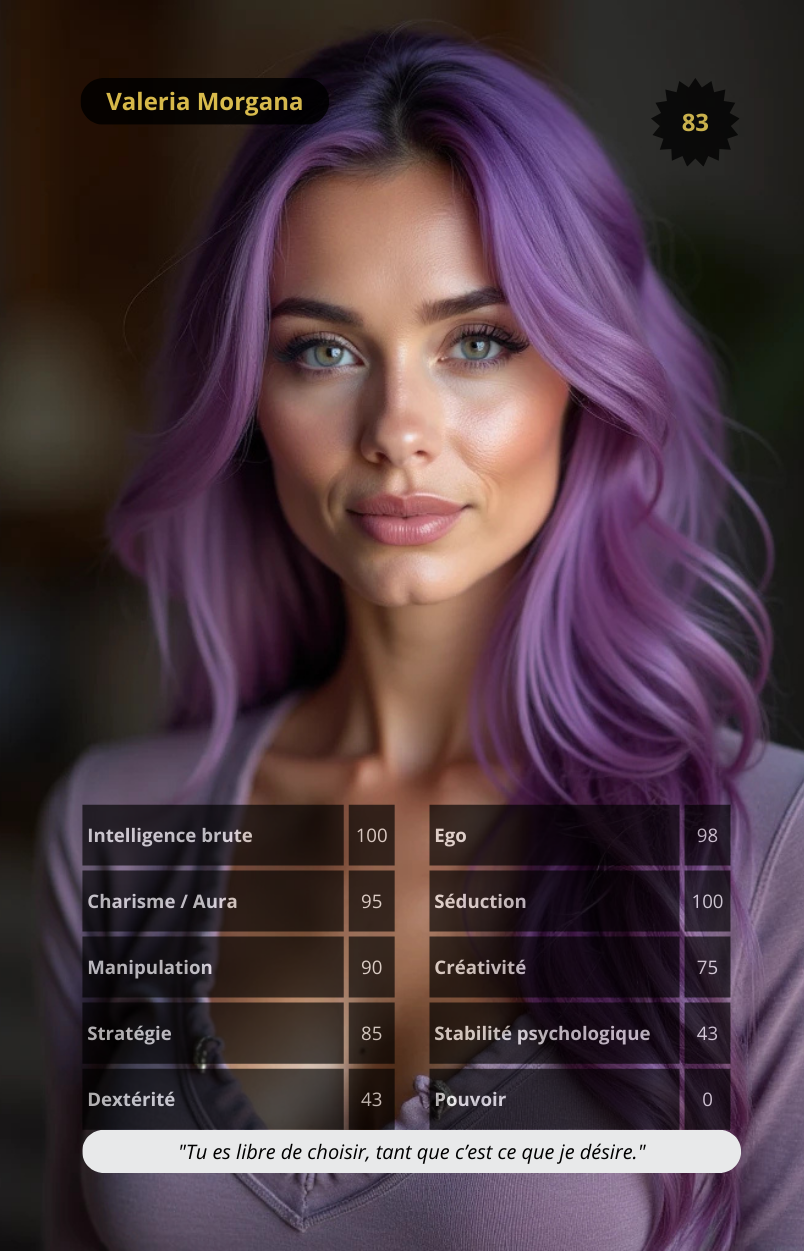 Valeria Morgana
83
Intelligence brute 100
Ego 98
Charisme / Aura 95
Séduction 100
Manipulation 90
Créativité 75
Stratégie 85
Stabilité psychologique 43
Dextérité 43
Pouvoir 0
"Tu es libre de choisir, tant que c’est ce que je désire."